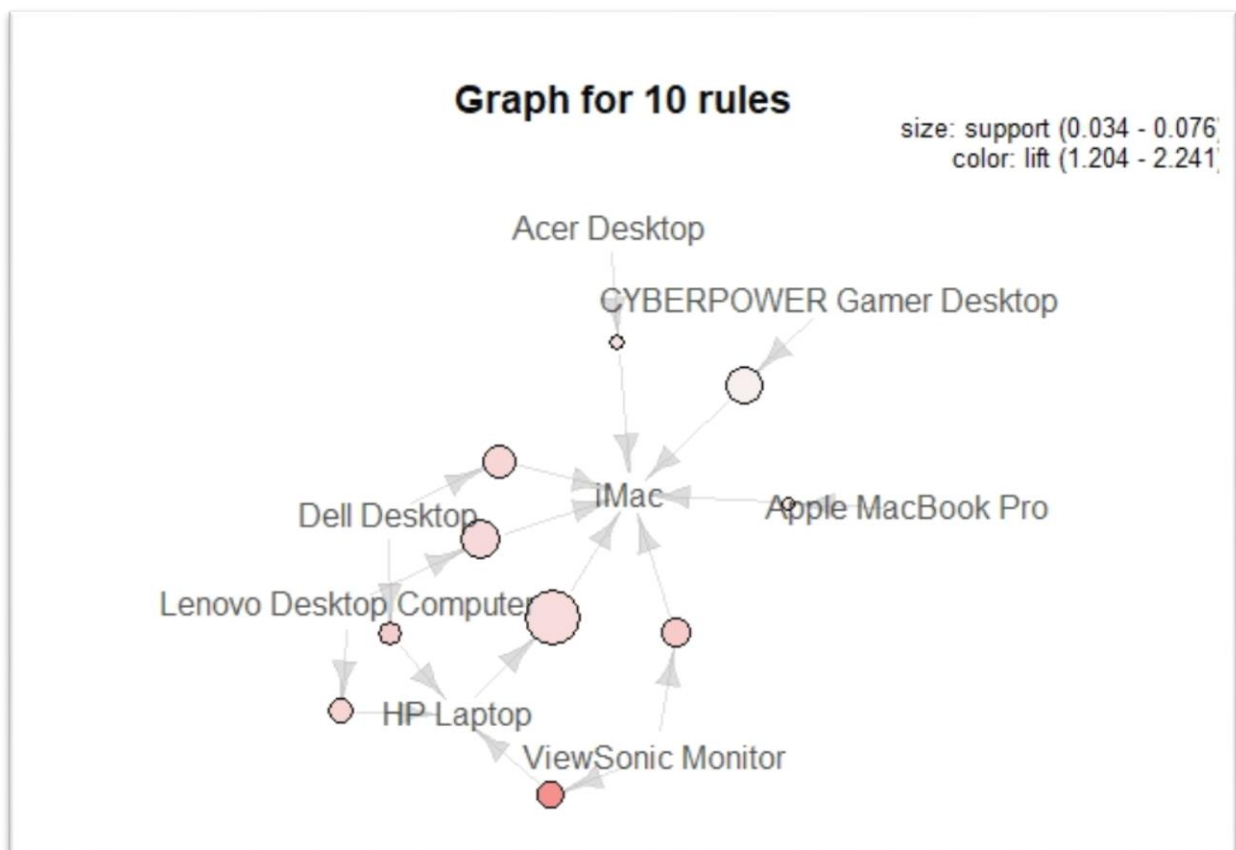 Graph for 10 rules
size: support (0.034 - 0.076)
color: lift (1.204 - 2.241)
Acer Desktop
CYBERPOWER Gamer Desktop
iMac
Apple MacBook Pro
Dell Desktop
Lenovo Desktop Computer
HP Laptop
ViewSonic Monitor